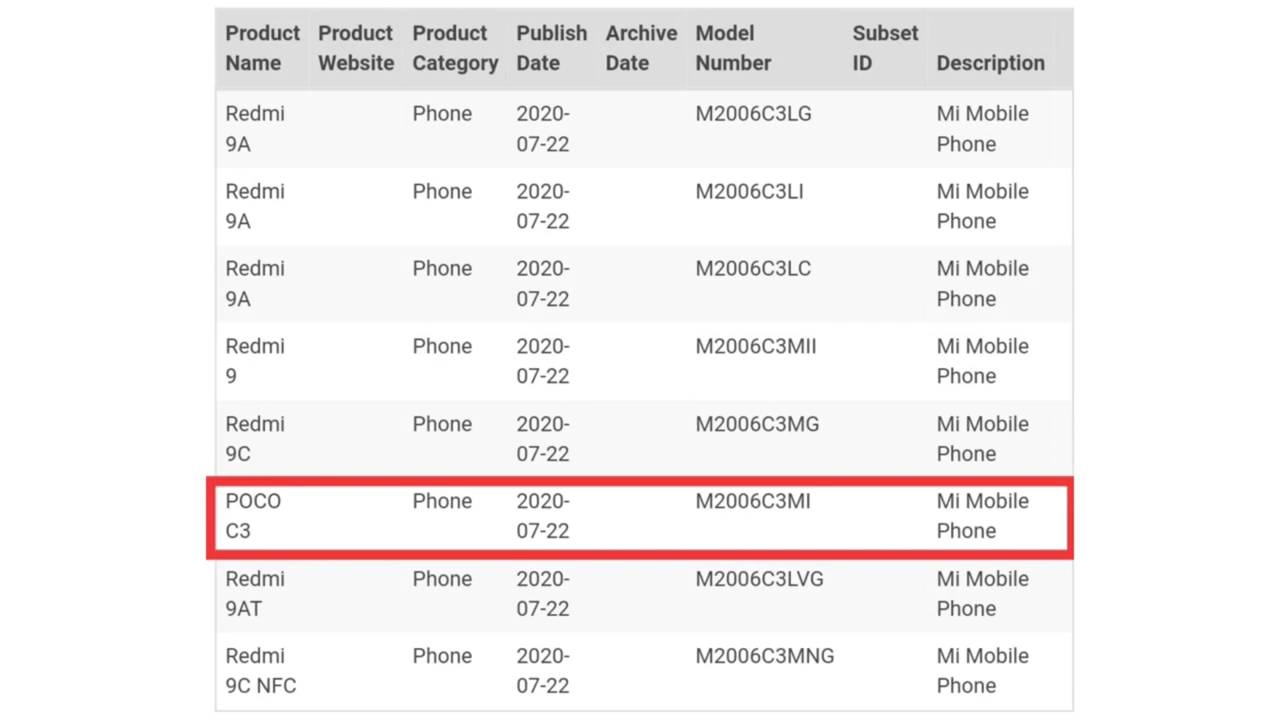 Product Name Product Website Product Category Publish Date Archive Date Model Number Subset ID Description
Redmi 9A Phone 2020-07-22 M2006C3LG Mi Mobile Phone
Redmi 9A Phone 2020-07-22 M2006C3LI Mi Mobile Phone
Redmi 9A Phone 2020-07-22 M2006C3LC Mi Mobile Phone
Redmi 9 Phone 2020-07-22 M2006C3MII Mi Mobile Phone
Redmi 9C Phone 2020-07-22 M2006C3MG Mi Mobile Phone
POCO C3 Phone 2020-07-22 M2006C3MI Mi Mobile Phone
Redmi 9AT Phone 2020-07-22 M2006C3LVG Mi Mobile Phone
Redmi 9C NFC Phone 2020-07-22 M2006C3MNG Mi Mobile Phone